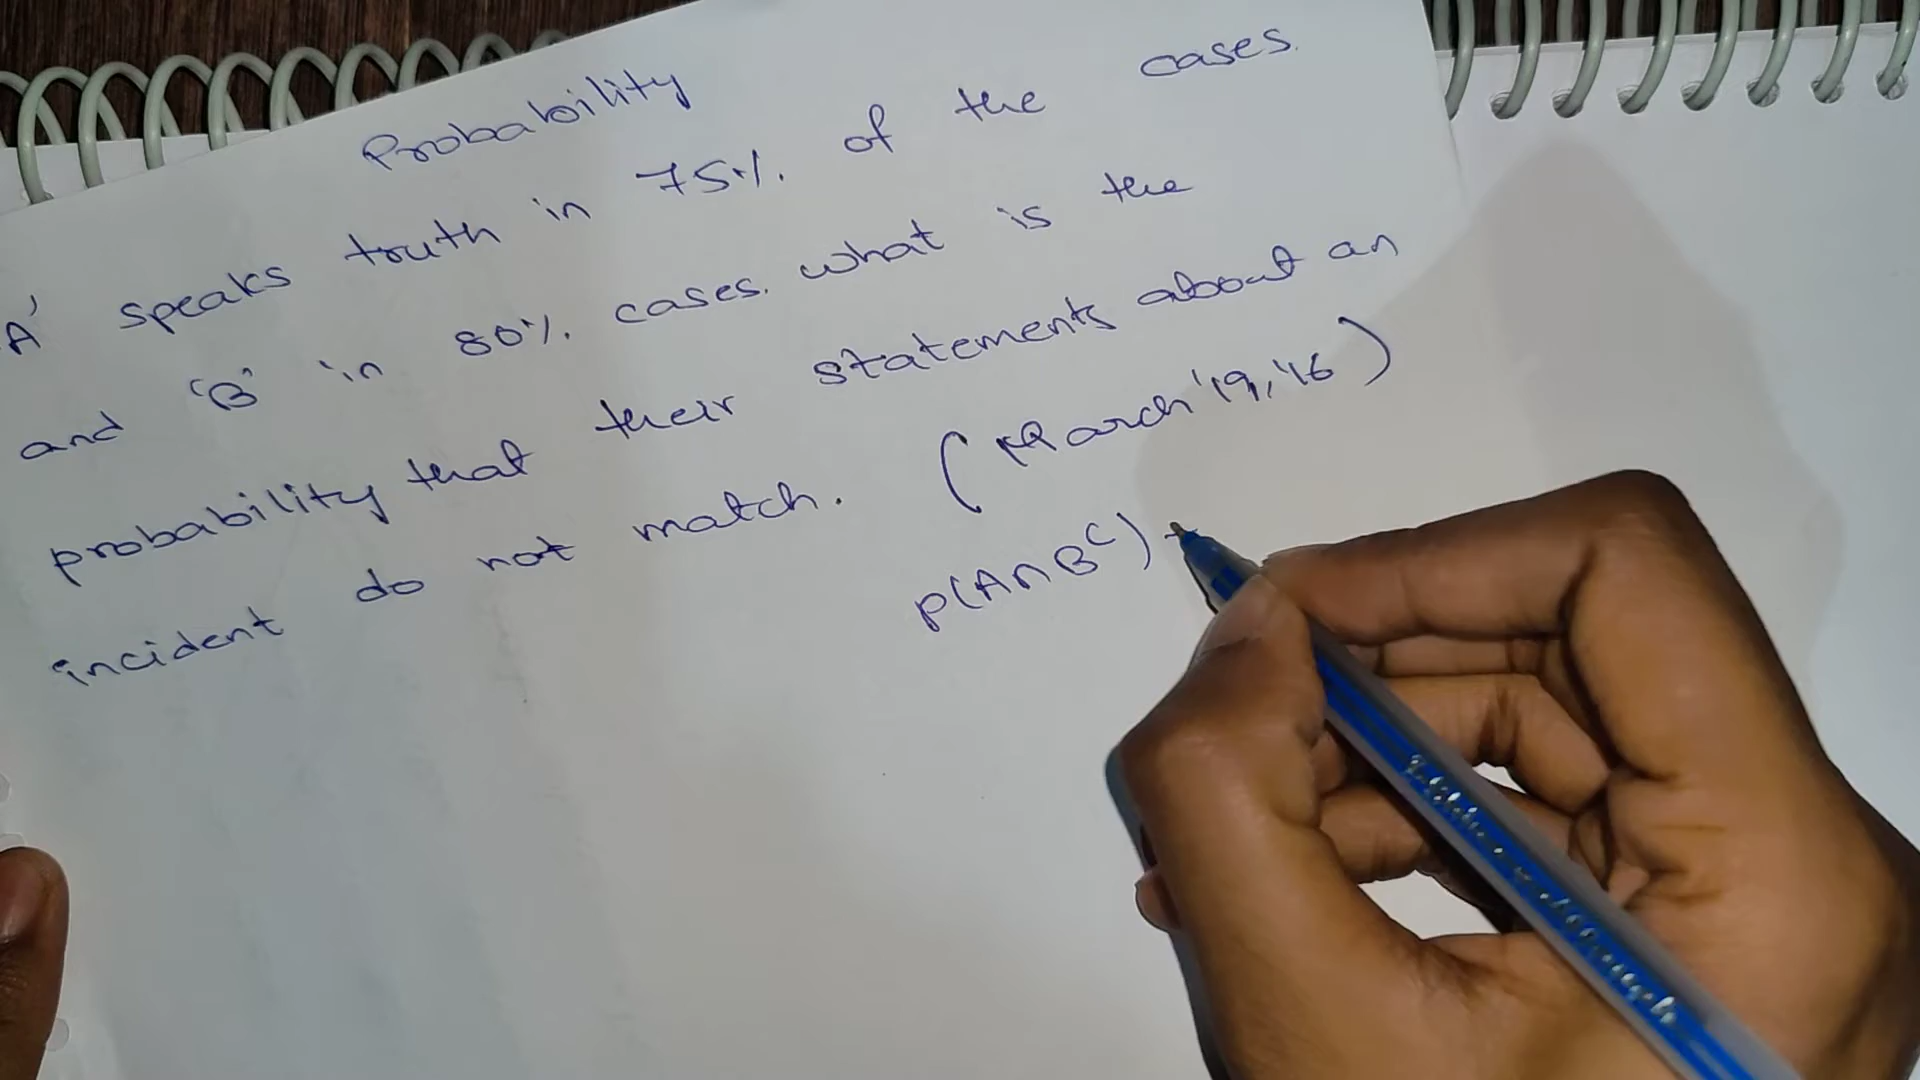 Probability
'A' speaks truth in 75% of the cases.
and 'B' in 80% cases. what is the
probability that their statements about an
incident do not match. (March'19,'16)
P(A∩B^C) +